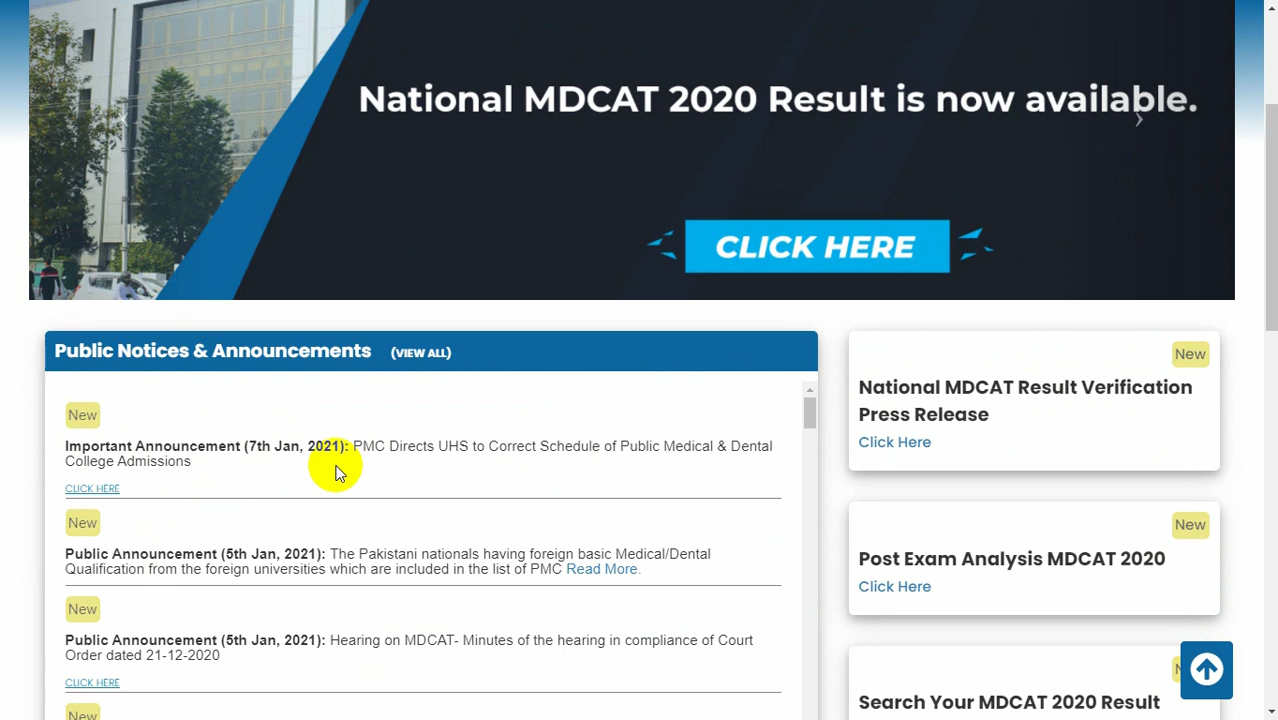 National MDCAT 2020 Result is now available.
CLICK HERE
Public Notices & Announcements (VIEW ALL)
New
Important Announcement (7th Jan, 2021): PMC Directs UHS to Correct Schedule of Public Medical & Dental
College Admissions
CLICK HERE
New
Public Announcement (5th Jan, 2021): The Pakistani nationals having foreign basic Medical/Dental
Qualification from the foreign universities which are included in the list of PMC Read More.
New
Public Announcement (5th Jan, 2021): Hearing on MDCAT- Minutes of the hearing in compliance of Court
Order dated 21-12-2020
CLICK HERE
New
New
National MDCAT Result Verification
Press Release
Click Here
New
Post Exam Analysis MDCAT 2020
Click Here
Search Your MDCAT 2020 Result